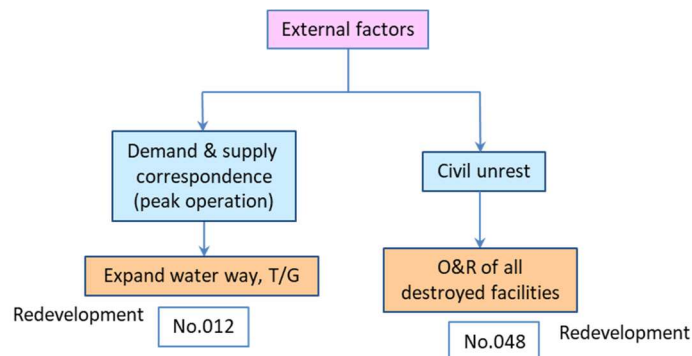 External factors
Demand & supply
correspondence
(peak operation)
Civil unrest
Expand water way, T/G
O&R of all
destroyed facilities
Redevelopment
No.012
No.048
Redevelopment